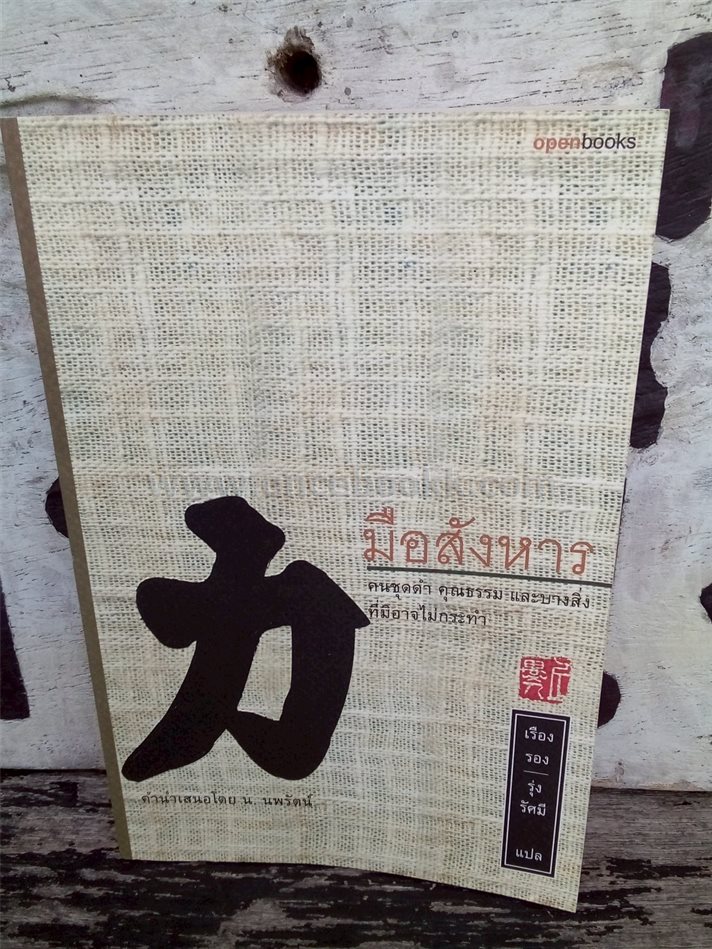 openbooks
มือสังหาร
คนชุดดำ คุณธรรม และบางสิ่ง
ที่มิอาจไม่กระทำ
力
เรือง
รอง
รุ่ง
รัศมี
แปล
คำนำเสนอโดย น. นพรัตน์